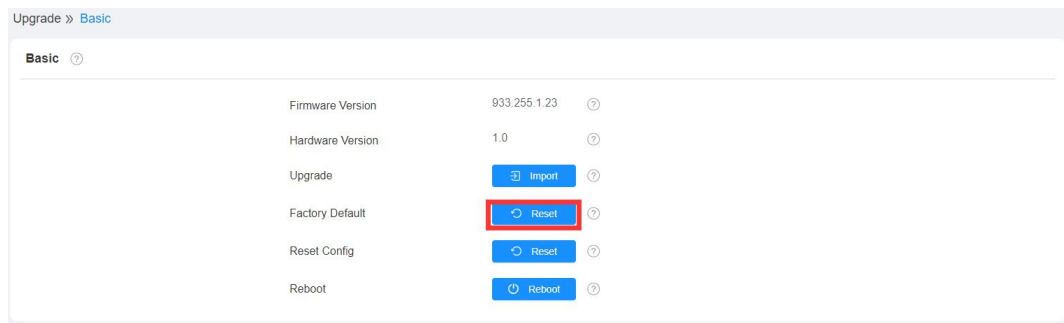 Upgrade » Basic
Basic ?
Firmware Version 933.255.1.23 ?
Hardware Version 1.0 ?
Upgrade Import ?
Factory Default Reset ?
Reset Config Reset ?
Reboot Reboot ?